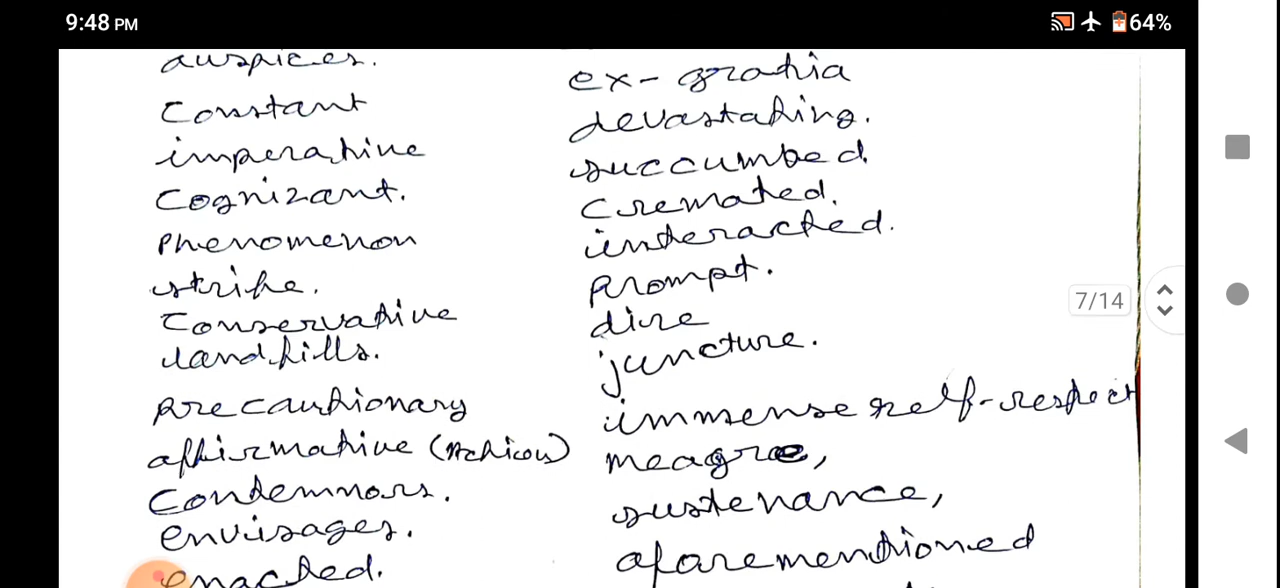 9:48 PM
64%
auspices.
Constant
imperative
Cognizant.
Phenomenon
strike.
Conservative
landfills.
Precautionary
affirmative (Actions)
Condemnors.
envisages.
enacted.
ex-gratia
devastating.
succumbed.
Cremated.
interacted.
Prompt.
dire
juncture.
immense self-respect
meagre,
sustenance,
aforementioned
7/14